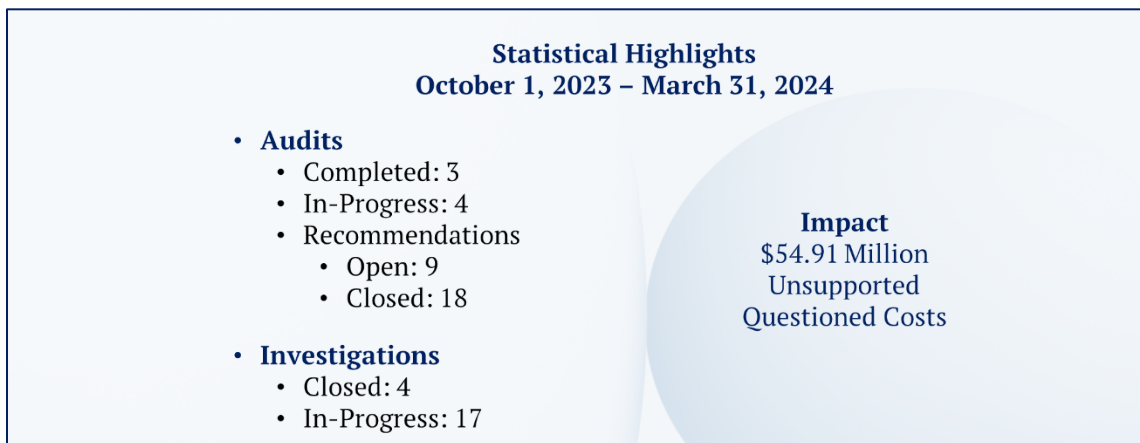 Statistical Highlights
October 1, 2023 – March 31, 2024
• Audits
• Completed: 3
• In-Progress: 4
• Recommendations
• Open: 9
• Closed: 18
• Investigations
• Closed: 4
• In-Progress: 17
Impact
$54.91 Million
Unsupported
Questioned Costs